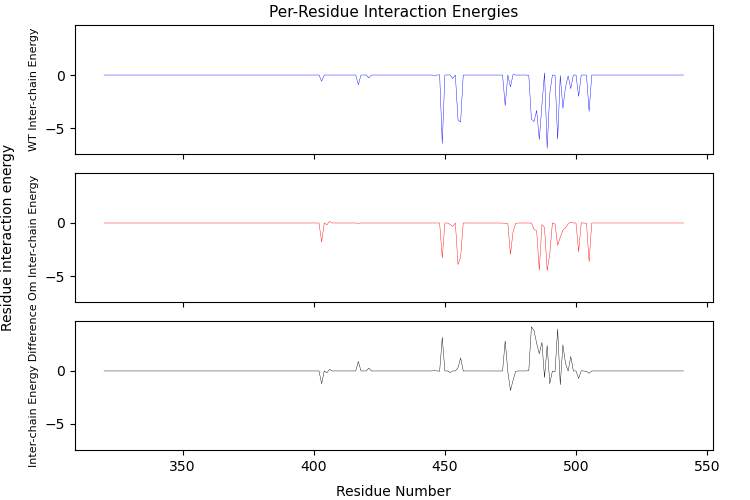 Per-Residue Interaction Energies
Residue interaction energy
WT Inter-chain Energy
0
−5
Om Inter-chain Energy
0
−5
Inter-chain Energy Difference
0
−5
350
400
450
500
550
Residue Number